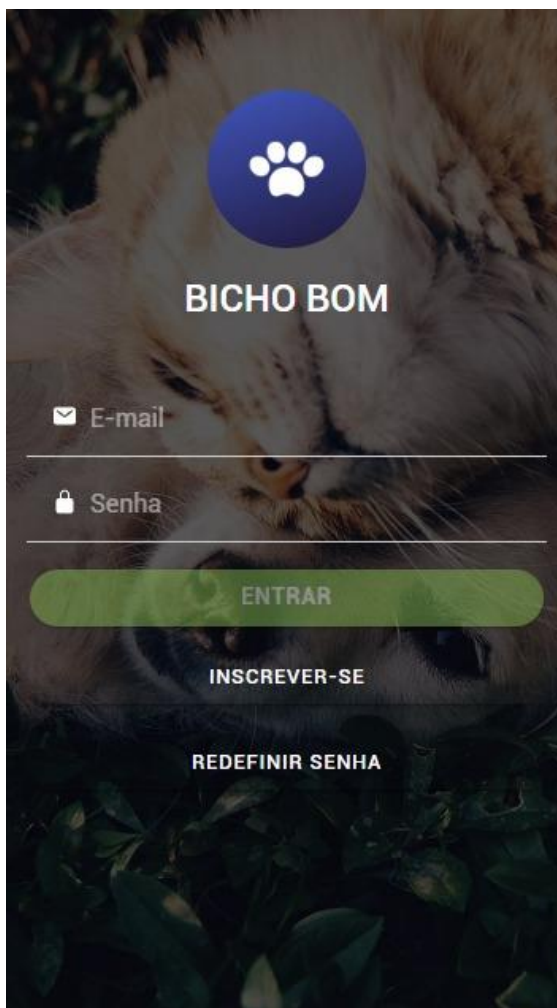 BICHO BOM
E-mail
Senha
ENTRAR
INSCREVER-SE
REDEFINIR SENHA